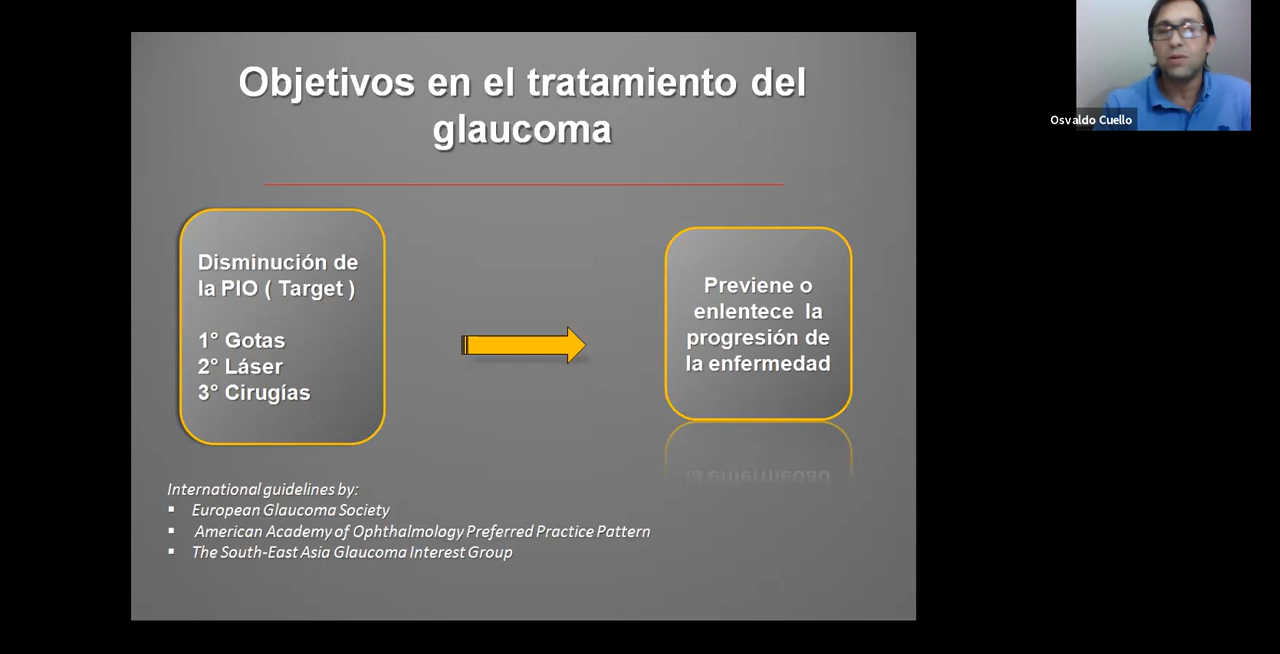 Objetivos en el tratamiento del
glaucoma
Disminución de
la PIO ( Target )
1° Gotas
2° Láser
3° Cirugías
Previene o
enlentece la
progresión de
la enfermedad
la enfermedad
International guidelines by:
▪ European Glaucoma Society
▪ American Academy of Ophthalmology Preferred Practice Pattern
▪ The South-East Asia Glaucoma Interest Group
Osvaldo Cuello